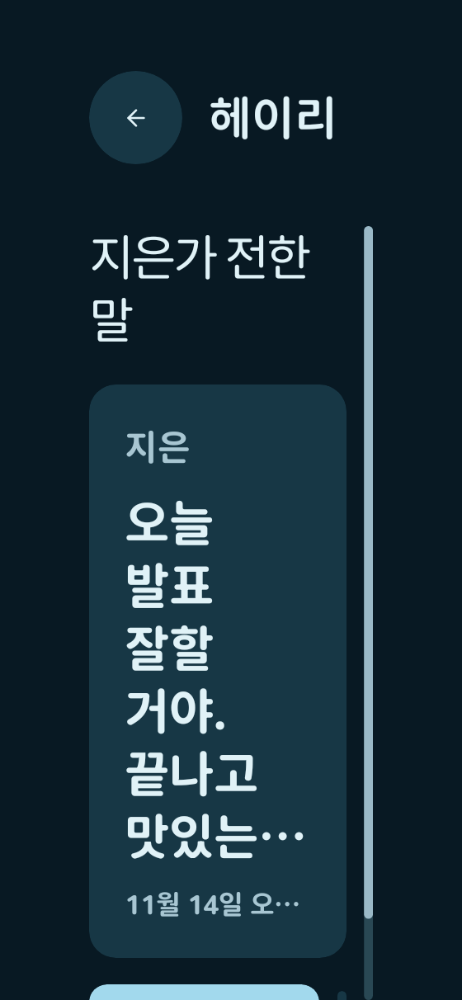 헤이리
지은가 전한
말
지은
오늘
발표
잘할
거야.
끝나고
맛있는…
11월 14일 오…